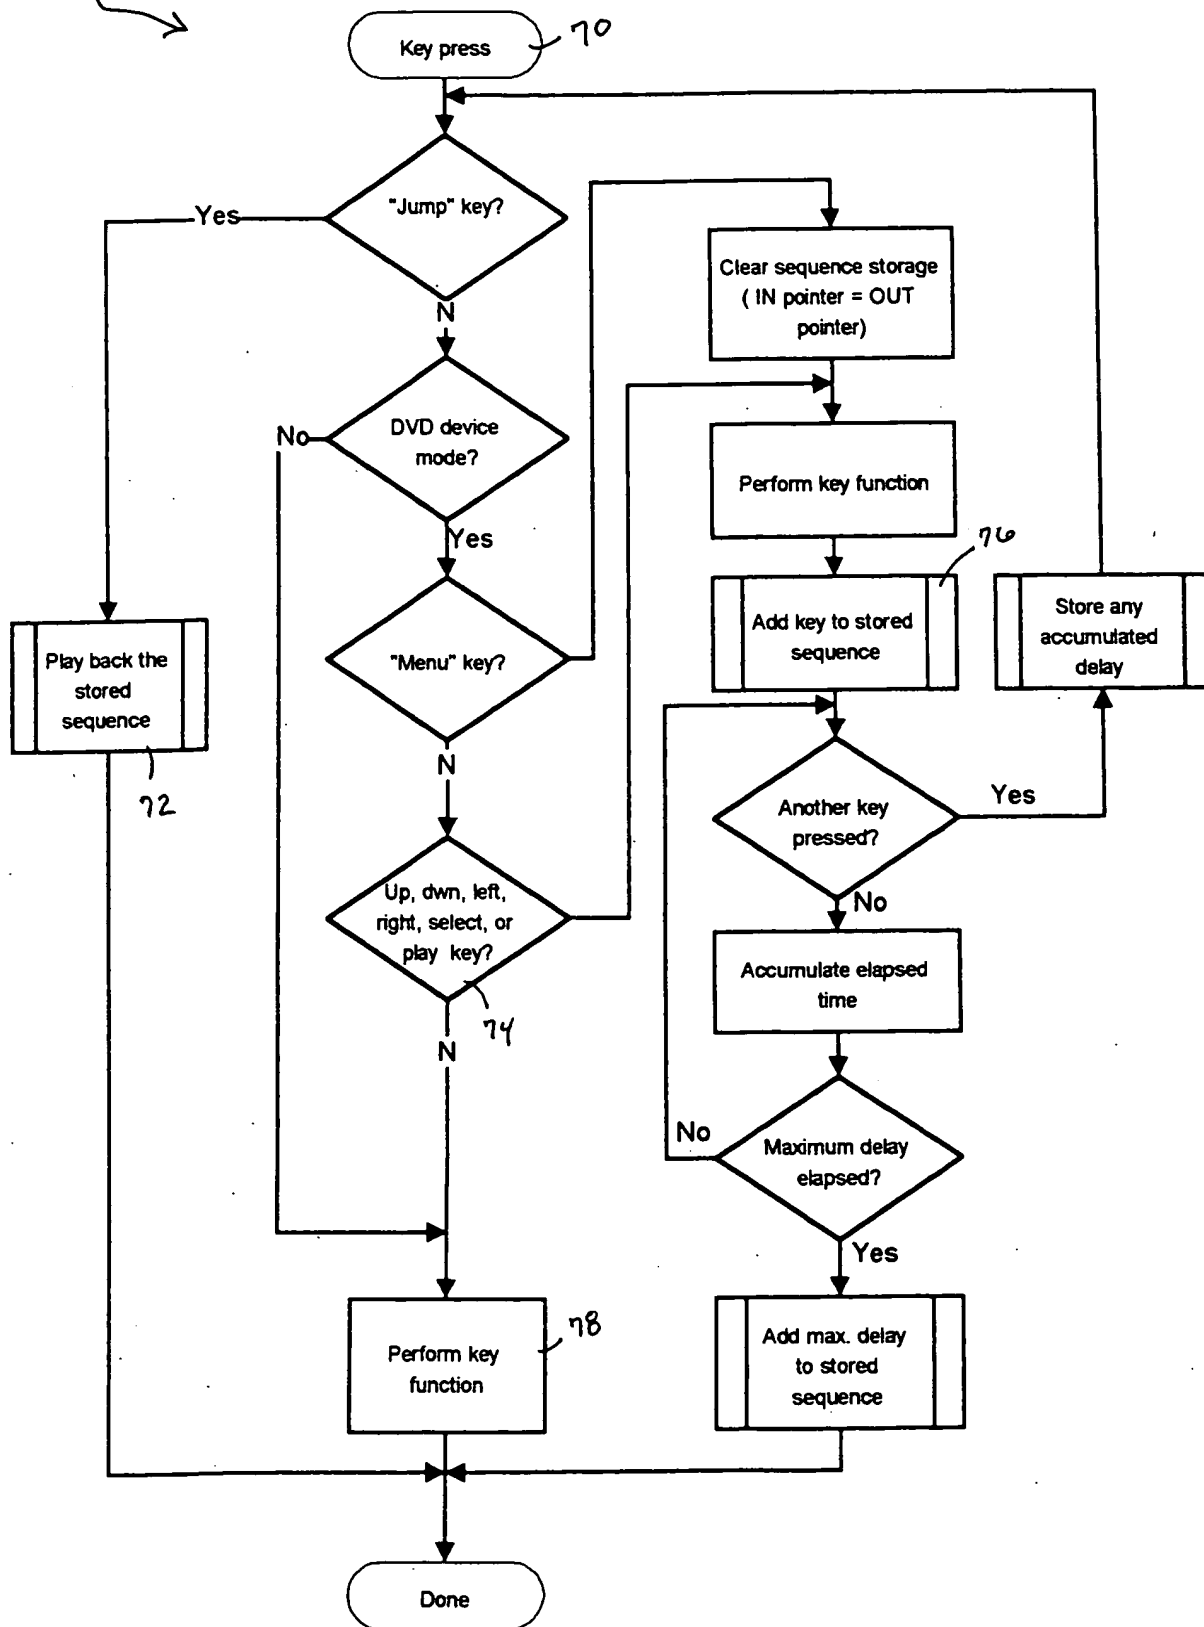 Key press
70
"Jump" key?
Yes
N
Clear sequence storage
( IN pointer = OUT
pointer)
DVD device
mode?
No
Yes
Perform key function
76
"Menu" key?
N
Add key to stored
sequence
Store any
accumulated
delay
Play back the
stored
sequence
72
Another key
pressed?
Yes
No
Up, dwn, left,
right, select, or
play key?
74
N
Accumulate elapsed
time
Maximum delay
elapsed?
No
Yes
Perform key
function
78
Add max. delay
to stored
sequence
Done